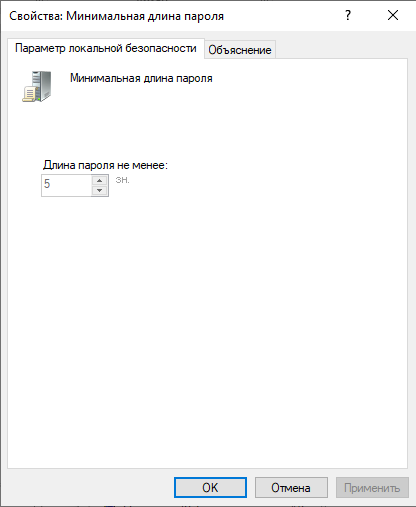 Свойства: Минимальная длина пароля
?
Параметр локальной безопасности Объяснение
Минимальная длина пароля
Длина пароля не менее:
5 зн.
OK Отмена Применить